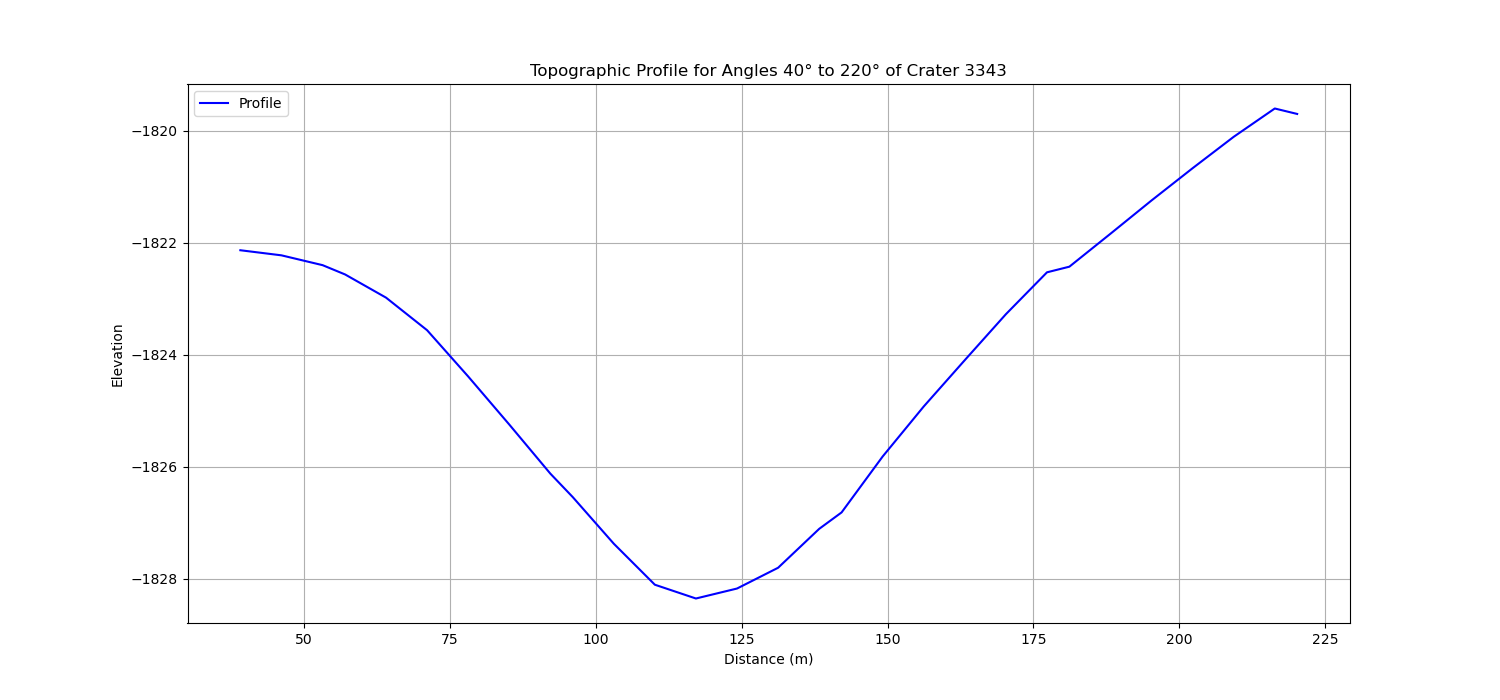 Topographic Profile for Angles 40° to 220° of Crater 3343
Profile
−1820
−1822
−1824
−1826
−1828
Elevation
50 75 100 125 150 175 200 225
Distance (m)